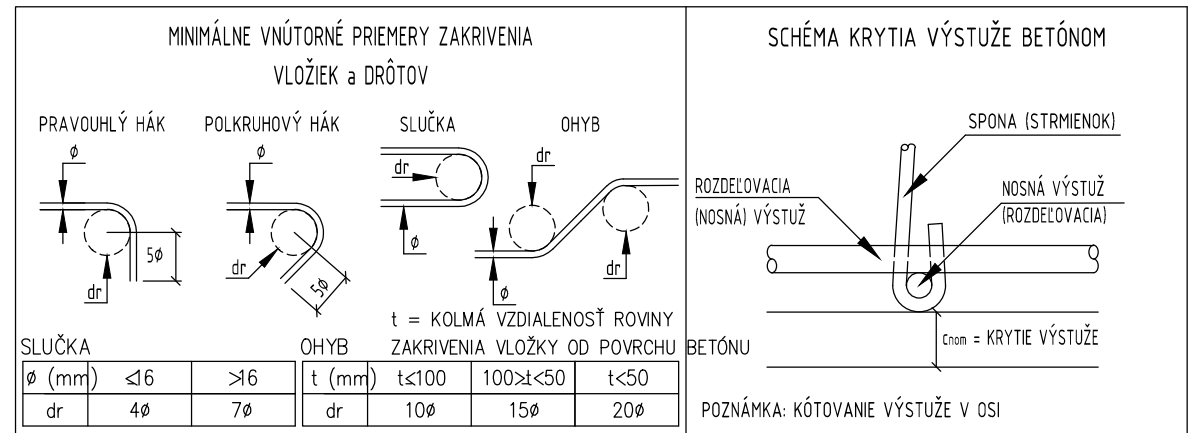 MINIMÁLNE VNÚTORNÉ PRIEMERY ZAKRIVENIA
VLOŽIEK a DRÔTOV
PRAVOUHLÝ HÁK
POLKRUHOVÝ HÁK
SLUČKA
OHYB
ø
5ø
dr
ø
5ø
dr
dr
ø
dr
dr
ø
t = KOLMÁ VZDIALENOSŤ ROVINY
ZAKRIVENIA VLOŽKY OD POVRCHU BETÓNU
SLUČKA
ø (mm) ≤16 >16
dr 4ø 7ø
OHYB
t (mm) t≤100 100>t<50 t<50
dr 10ø 15ø 20ø
SCHÉMA KRYTIA VÝSTUŽE BETÓNOM
SPONA (STRMIENOK)
ROZDEĽOVACIA
(NOSNÁ) VÝSTUŽ
NOSNÁ VÝSTUŽ
(ROZDEĽOVACIA)
Cnom = KRYTIE VÝSTUŽE
POZNÁMKA: KÓTOVANIE VÝSTUŽE V OSI